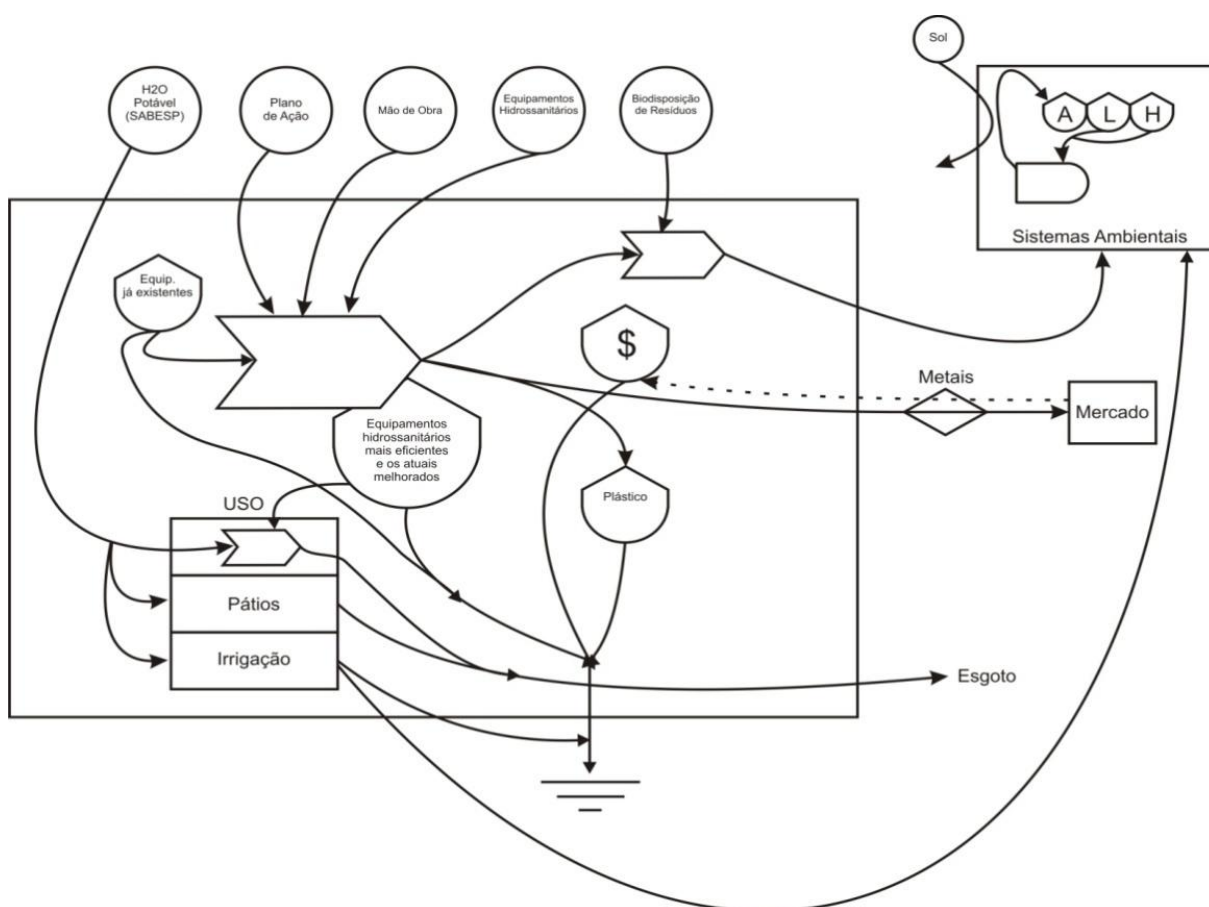 Sol
H2O
Potável
(SABESP)
Plano
de Ação
Mão de Obra
Equipamentos
Hidrossanitários
Biodisposição
de Resíduos
A L H
Sistemas Ambientais
Equip.
já existentes
$
Metais
Mercado
Equipamentos
hidrossanitários
mais eficientes
e os atuais
melhorados
Plástico
USO
Pátios
Irrigação
Esgoto